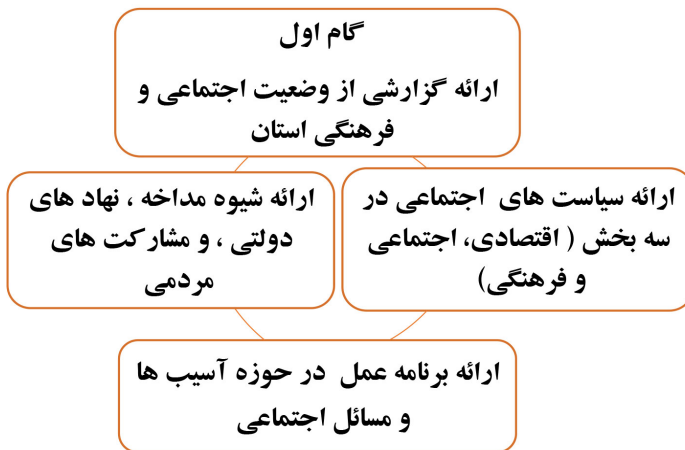 گام اول
ارائه گزارشی از وضعیت اجتماعی و
فرهنگی استان
ارائه سیاست های اجتماعی در
سه بخش ( اقتصادی، اجتماعی
و فرهنگی)
ارائه شیوه مداخه ، نهاد های
دولتی ، و مشارکت های
مردمی
ارائه برنامه عمل در حوزه آسیب ها
و مسائل اجتماعی